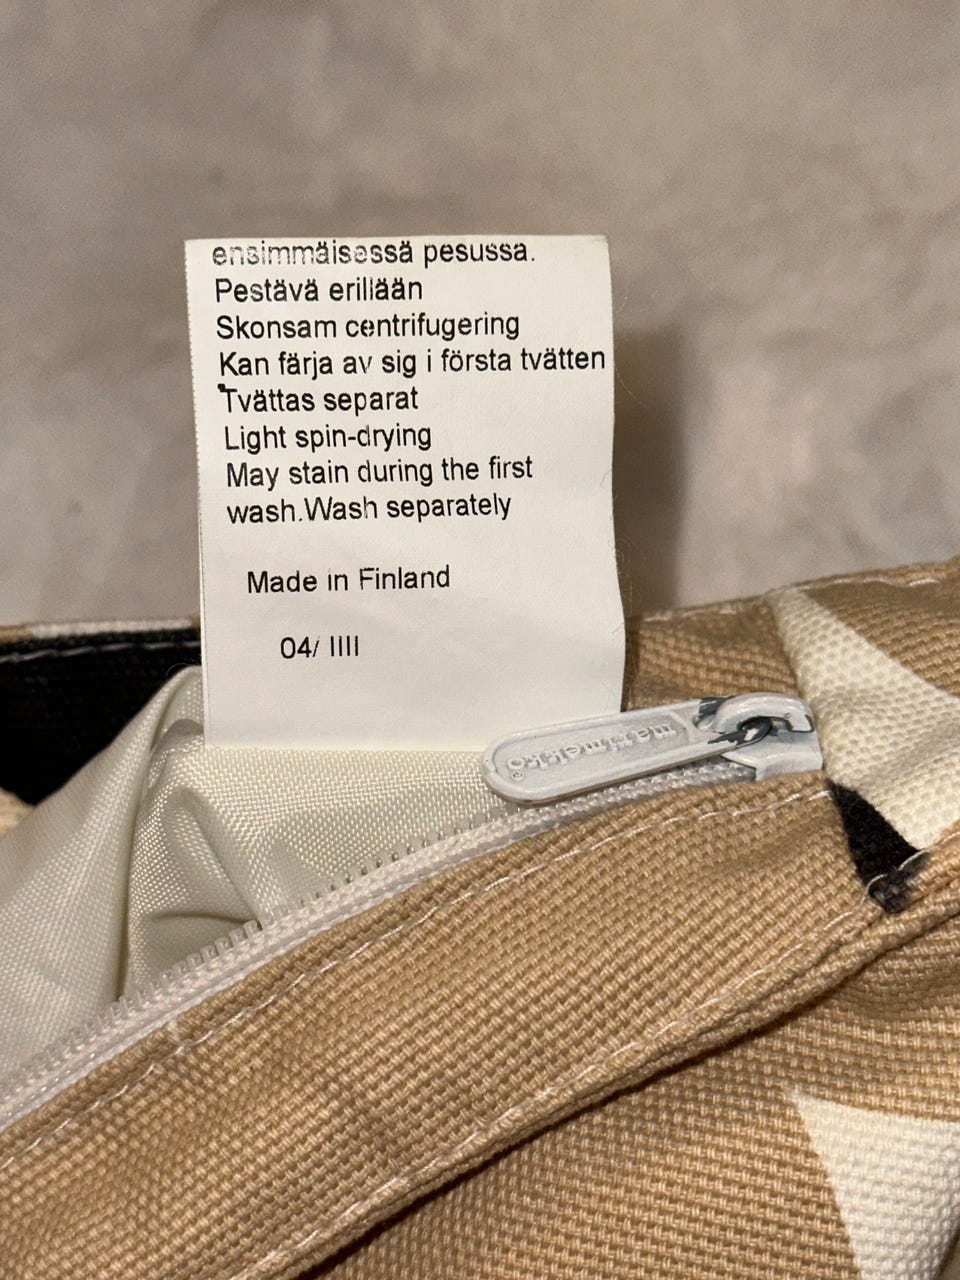 ensimmäisessä pesussa.
Pestävä erillään
Skonsam centrifugering
Kan färja av sig i första tvätten
Tvättas separat
Light spin-drying
May stain during the first
wash.Wash separately
Made in Finland
04/ IIII
marimekko®